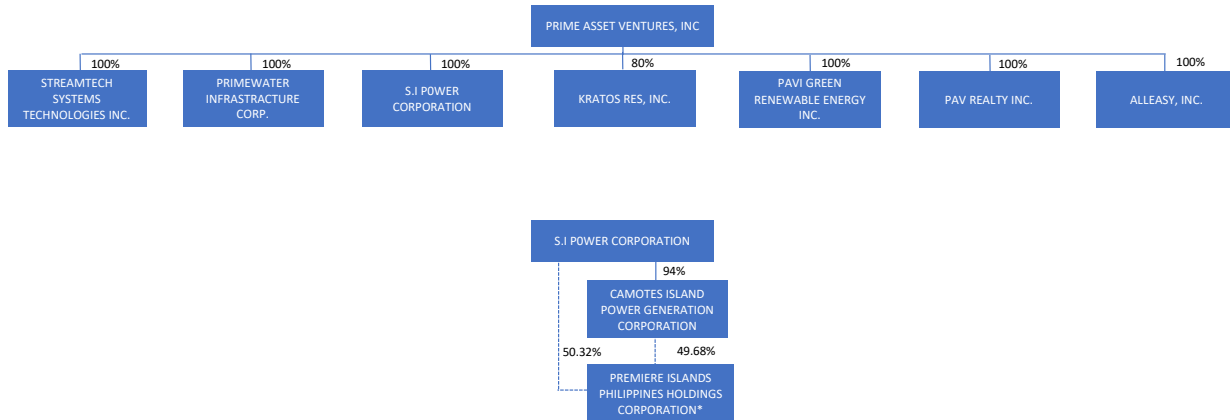 PRIME ASSET VENTURES, INC
100%
100%
100%
80%
100%
100%
100%
STREAMTECH
SYSTEMS
TECHNOLOGIES INC.
PRIMEWATER
INFRASTRACTURE
CORP.
S.I P0WER
CORPORATION
KRATOS RES, INC.
PAVI GREEN
RENEWABLE ENERGY
INC.
PAV REALTY INC.
ALLEASY, INC.
S.I P0WER CORPORATION
94%
CAMOTES ISLAND
POWER GENERATION
CORPORATION
50.32%
49.68%
PREMIERE ISLANDS
PHILIPPINES HOLDINGS
CORPORATION*